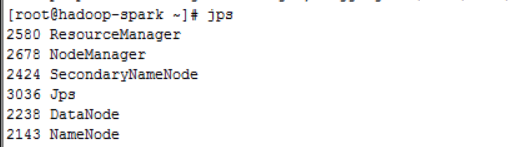 [root@hadoop-spark ~]# jps
2580 ResourceManager
2678 NodeManager
2424 SecondaryNameNode
3036 Jps
2238 DataNode
2143 NameNode